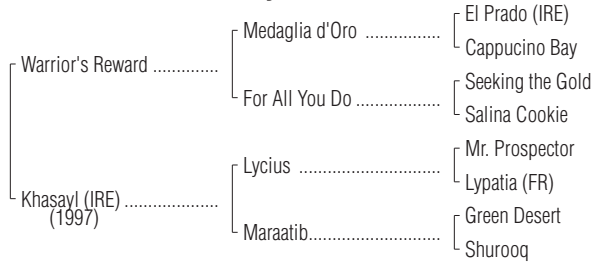 El Prado (IRE)
Medaglia d'Oro ..................
Cappucino Bay
Warrior's Reward ..............
Seeking the Gold
For All You Do ....................
Salina Cookie
Mr. Prospector
Lycius .................................
Lypatia (FR)
Khasayl (IRE) ....................
(1997)
Green Desert
Maraatib.............................
Shurooq